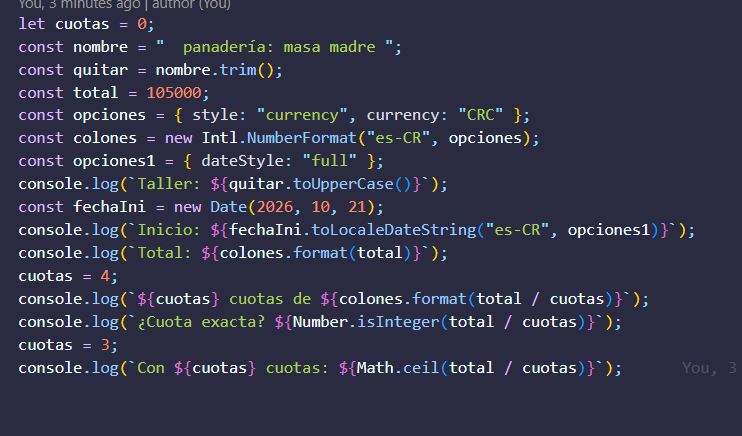 You, 3 minutes ago | author (You)
let cuotas = 0;
const nombre = "  panadería: masa madre ";
const quitar = nombre.trim();
const total = 105000;
const opciones = { style: "currency", currency: "CRC" };
const colones = new Intl.NumberFormat("es-CR", opciones);
const opciones1 = { dateStyle: "full" };
console.log(`Taller: ${quitar.toUpperCase()}`);
const fechaIni = new Date(2026, 10, 21);
console.log(`Inicio: ${fechaIni.toLocaleDateString("es-CR", opciones1)}`);
console.log(`Total: ${colones.format(total)}`);
cuotas = 4;
console.log(`${cuotas} cuotas de ${colones.format(total / cuotas)}`);
console.log(`¿Cuota exacta? ${Number.isInteger(total / cuotas)}`);
cuotas = 3;
console.log(`Con ${cuotas} cuotas: ${Math.ceil(total / cuotas)}`); You, 3